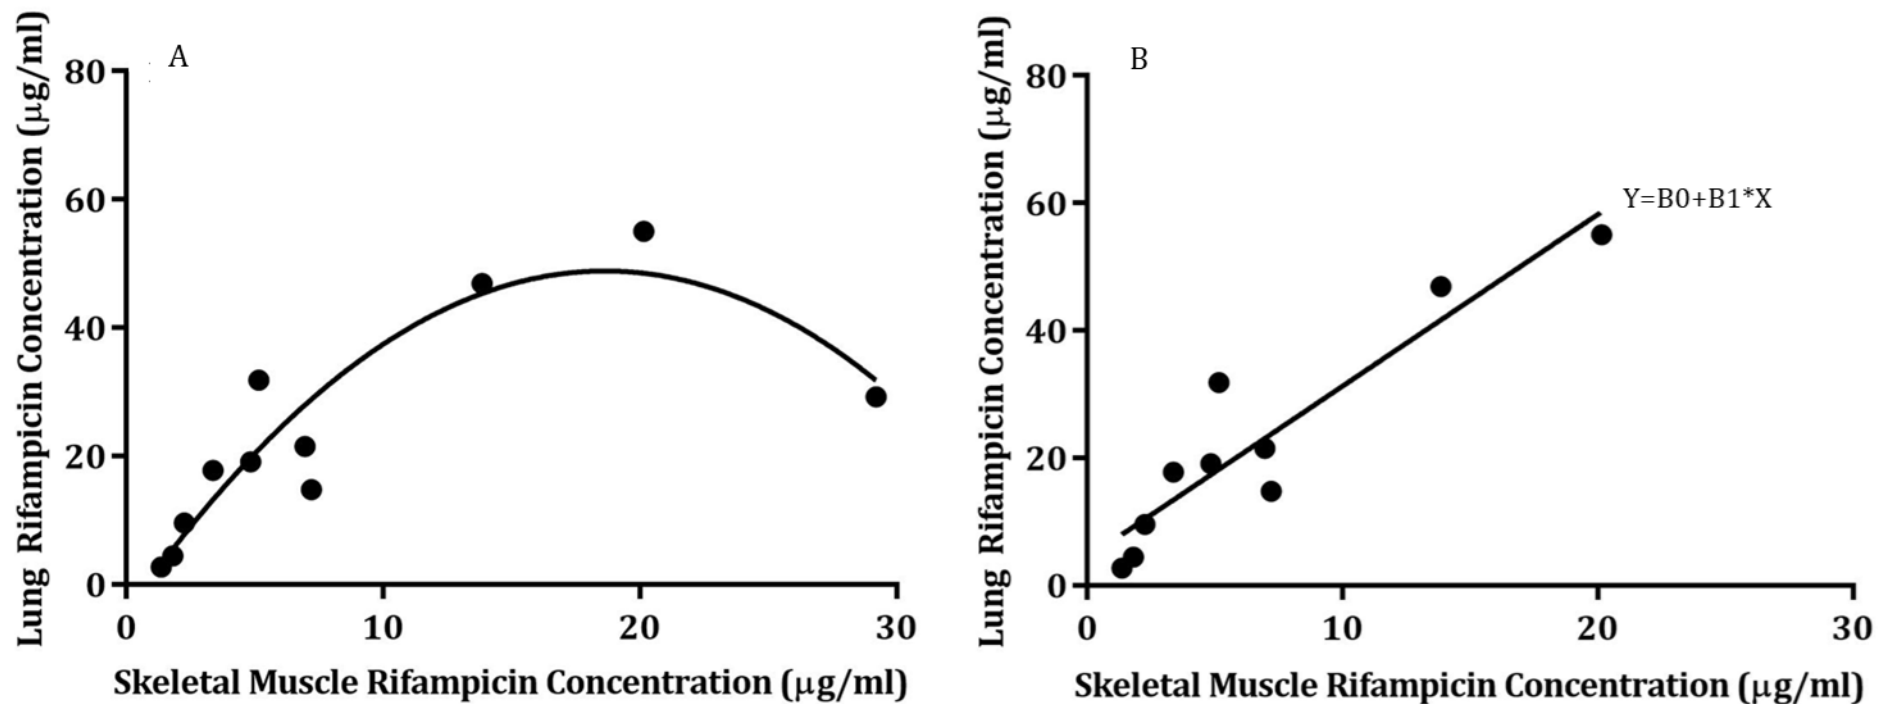 A
Lung Rifampicin Concentration (μg/ml)
80
60
40
20
0
0 10 20 30
Skeletal Muscle Rifampicin Concentration (μg/ml)
B
Lung Rifampicin Concentration (μg/ml)
80
60
40
20
0
Y=B0+B1*X
0 10 20 30
Skeletal Muscle Rifampicin Concentration (μg/ml)